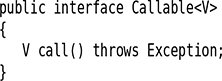 public interface Callable<V>
{
   V call() throws Exception;
}